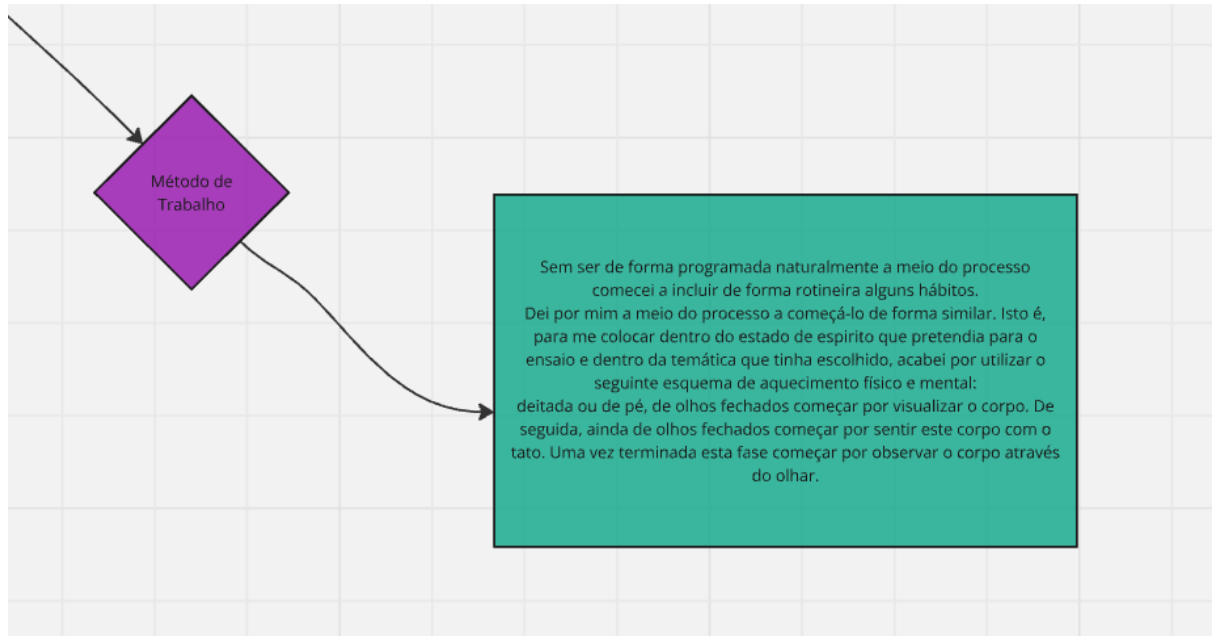 Método de
Trabalho
Sem ser de forma programada naturalmente a meio do processo
comecei a incluir de forma rotineira alguns hábitos.
Dei por mim a meio do processo a começá-lo de forma similar. Isto é,
para me colocar dentro do estado de espirito que pretendia para o
ensaio e dentro da temática que tinha escolhido, acabei por utilizar o
seguinte esquema de aquecimento físico e mental:
deitada ou de pé, de olhos fechados começar por visualizar o corpo. De
seguida, ainda de olhos fechados começar por sentir este corpo com o
tato. Uma vez terminada esta fase começar por observar o corpo através
do olhar.